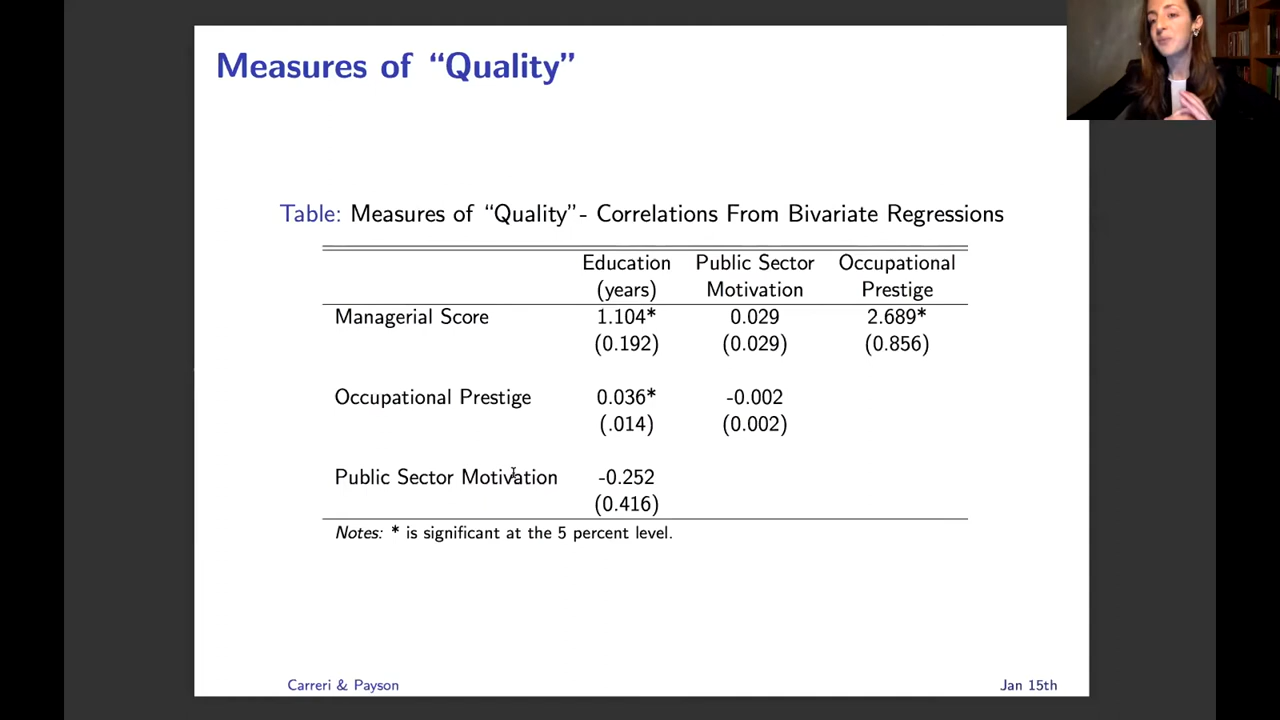 Measures of “Quality”
Table: Measures of “Quality”- Correlations From Bivariate Regressions
Education Public Sector Occupational
(years) Motivation Prestige
Managerial Score 1.104* 0.029 2.689*
(0.192) (0.029) (0.856)
Occupational Prestige 0.036* -0.002
(.014) (0.002)
Public Sector Motivation -0.252
(0.416)
Notes: * is significant at the 5 percent level.
Carreri & Payson Jan 15th